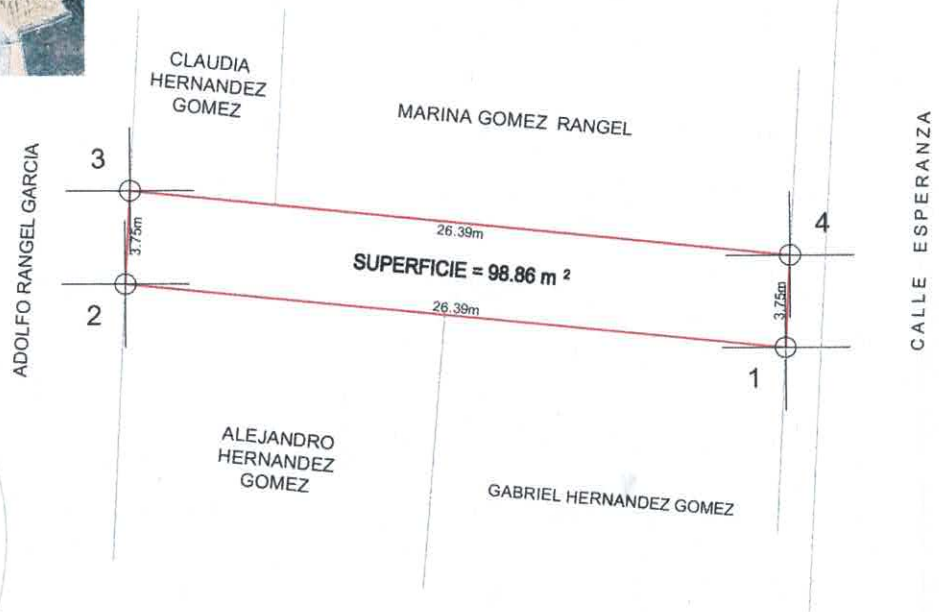 CLAUDIA
HERNANDEZ
GOMEZ
MARINA GOMEZ RANGEL
ADOLFO RANGEL GARCIA
CALLE ESPERANZA
3
4
26.39m
3.75m
SUPERFICIE = 98.86 m ²
26.39m
3.75m
2
1
ALEJANDRO
HERNANDEZ
GOMEZ
GABRIEL HERNANDEZ GOMEZ